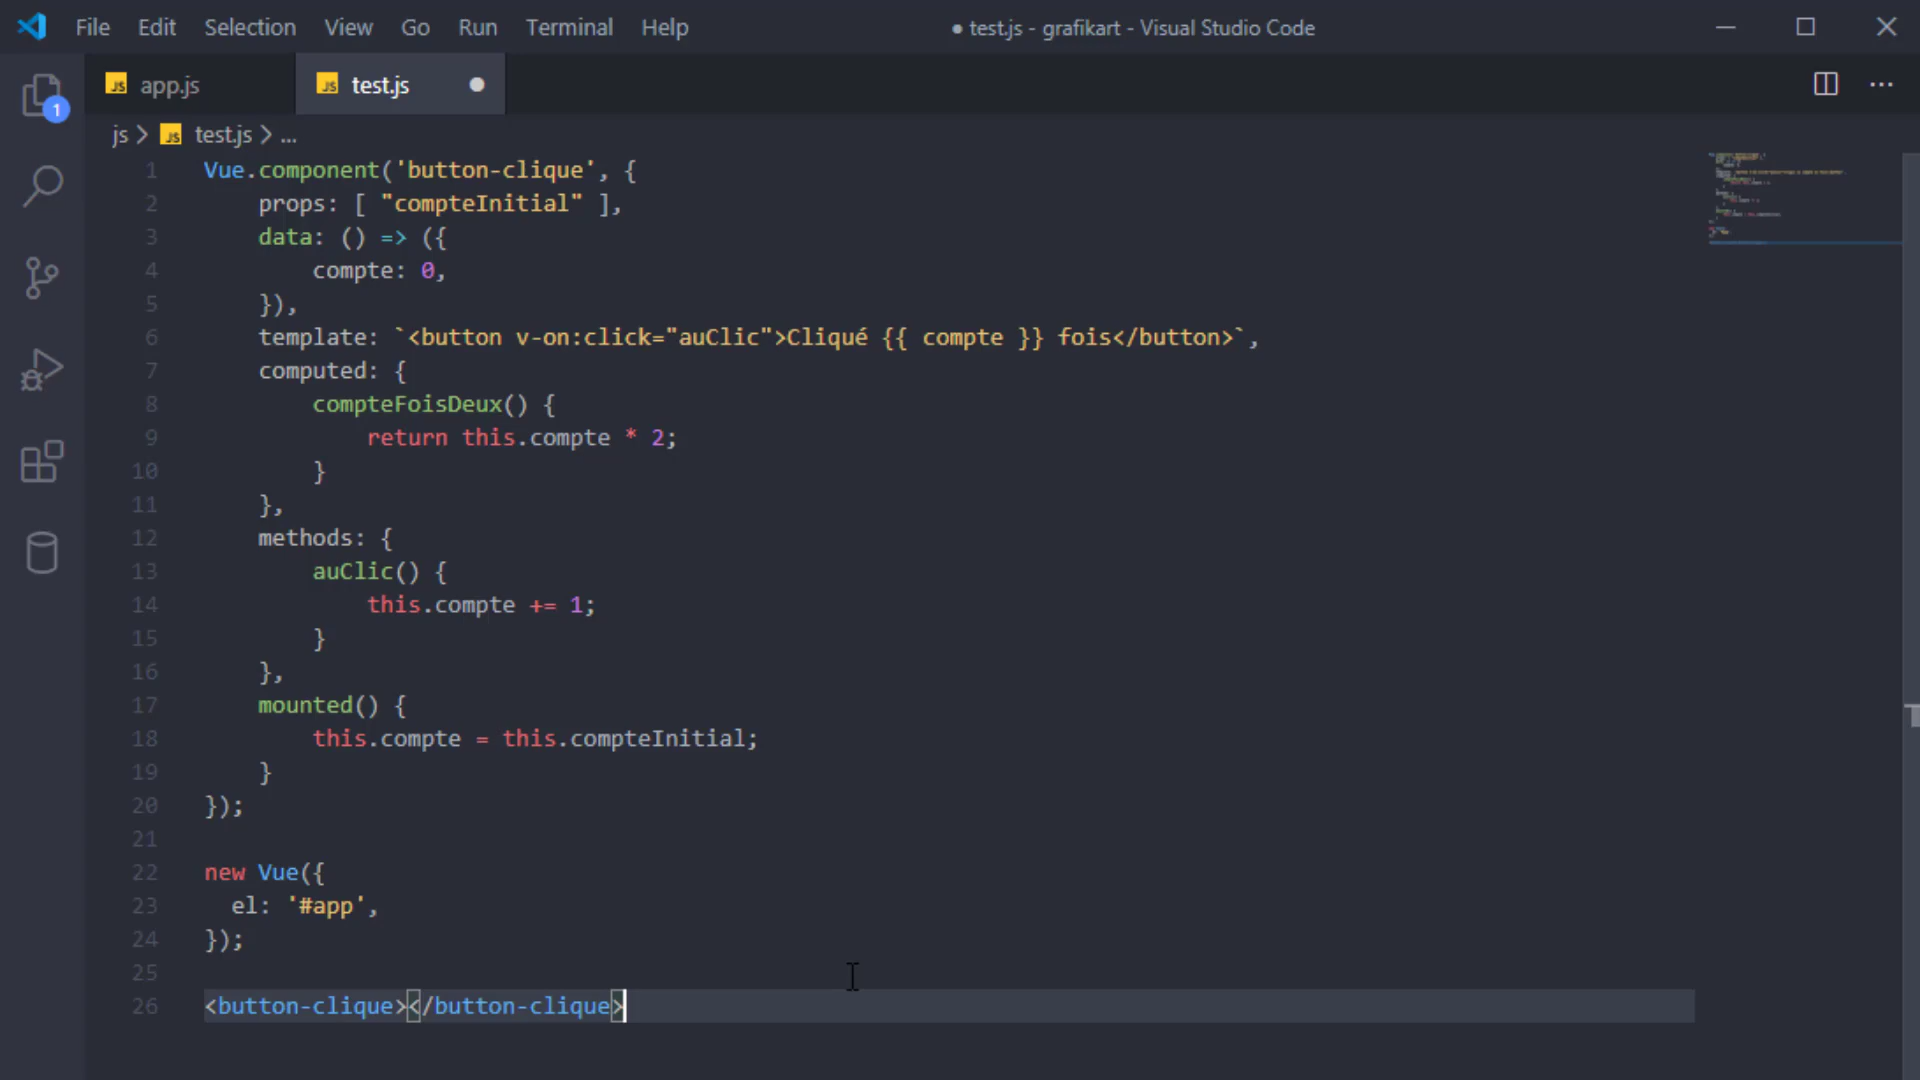 File Edit Selection View Go Run Terminal Help ● test.js - grafikart - Visual Studio Code
JS app.js JS test.js
1
js > JS test.js > ...
1 Vue.component('button-clique', {
2 props: [ "compteInitial" ],
3 data: () => ({
4 compte: 0,
5 }),
6 template: `<button v-on:click="auClic">Cliqué {{ compte }} fois</button>`,
7 computed: {
8 compteFoisDeux() {
9 return this.compte * 2;
10 }
11 },
12 methods: {
13 auClic() {
14 this.compte += 1;
15 }
16 },
17 mounted() {
18 this.compte = this.compteInitial;
19 }
20 });
21
22 new Vue({
23 el: '#app',
24 });
25
26 <button-clique></button-clique>